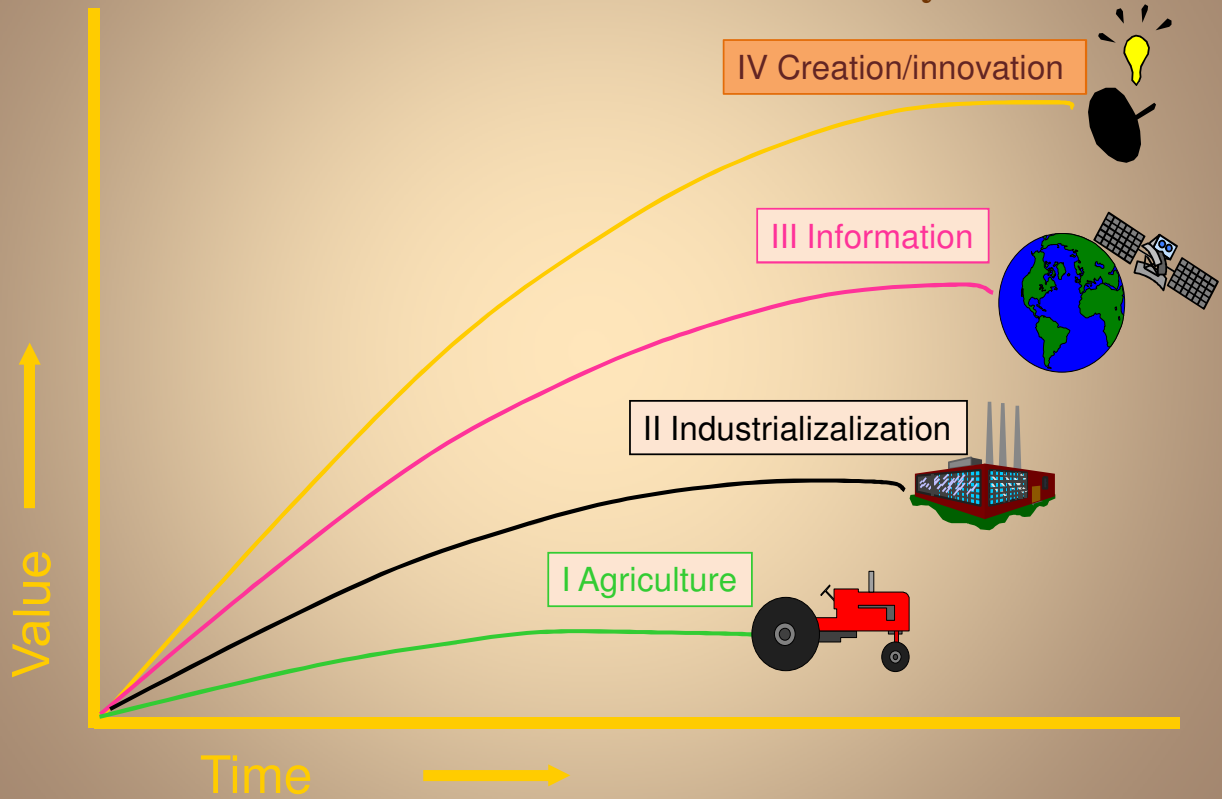 IV Creation/innovation
III Information
II Industrializalization
I Agriculture
Value
Time